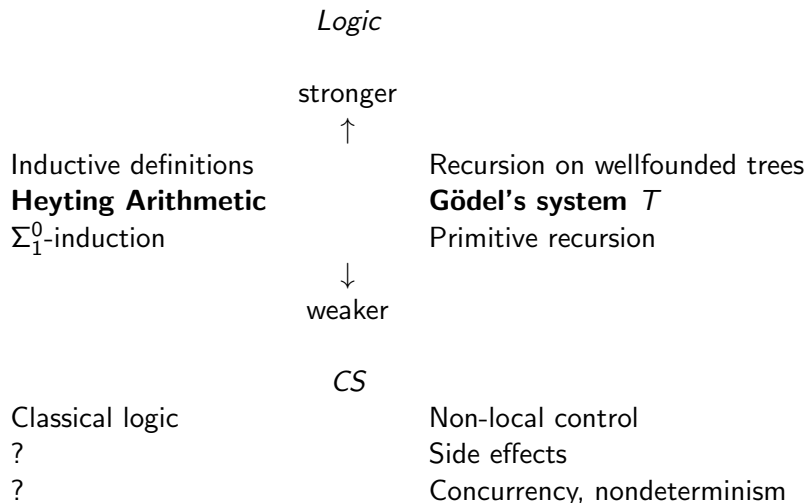 Logic
stronger
↑
Inductive definitions Recursion on wellfounded trees
Heyting Arithmetic Gödel's system T
Σ⁰₁-induction Primitive recursion
↓
weaker
CS
Classical logic Non-local control
? Side effects
? Concurrency, nondeterminism